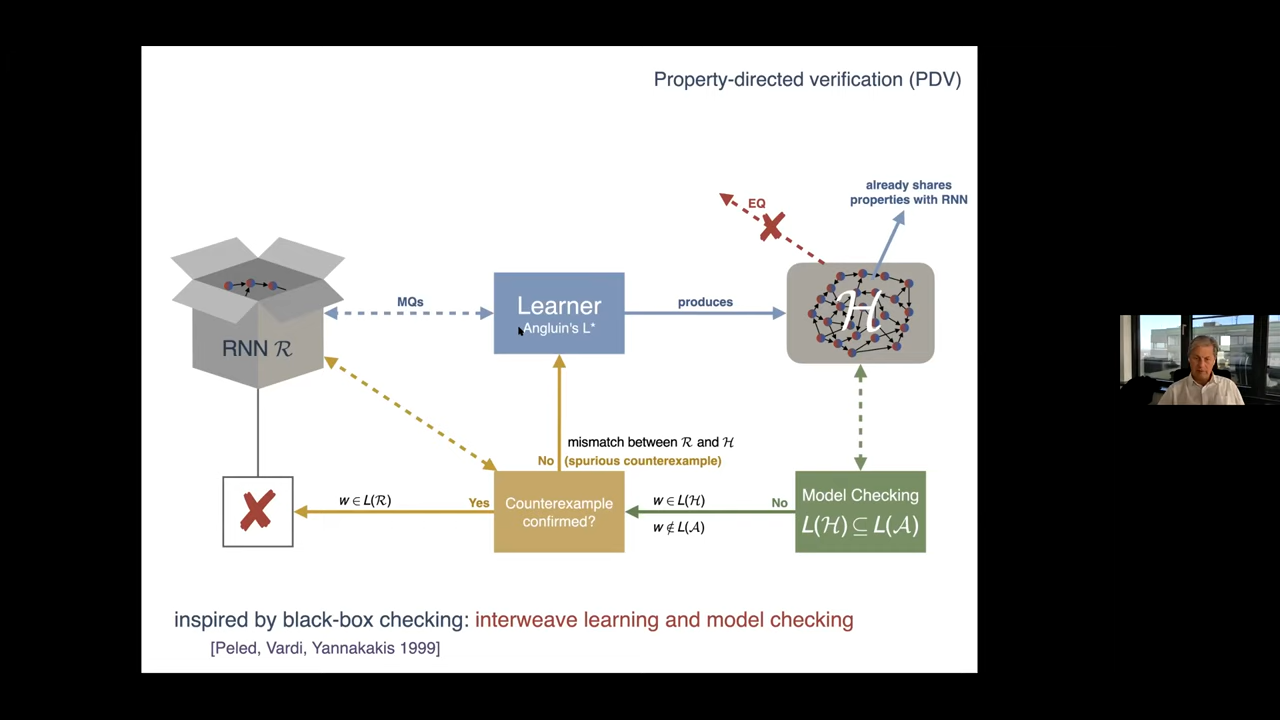 Property-directed verification (PDV)
already shares
properties with RNN
EQ
MQs
Learner
Angluin's L*
produces
ℋ
RNN ℛ
mismatch between ℛ and ℋ
No (spurious counterexample)
w ∈ L(ℛ)
Yes
Counterexample
confirmed?
w ∈ L(ℋ)
w ∉ L(𝒜)
No
Model Checking
L(ℋ) ⊆ L(𝒜)
inspired by black-box checking: interweave learning and model checking
[Peled, Vardi, Yannakakis 1999]